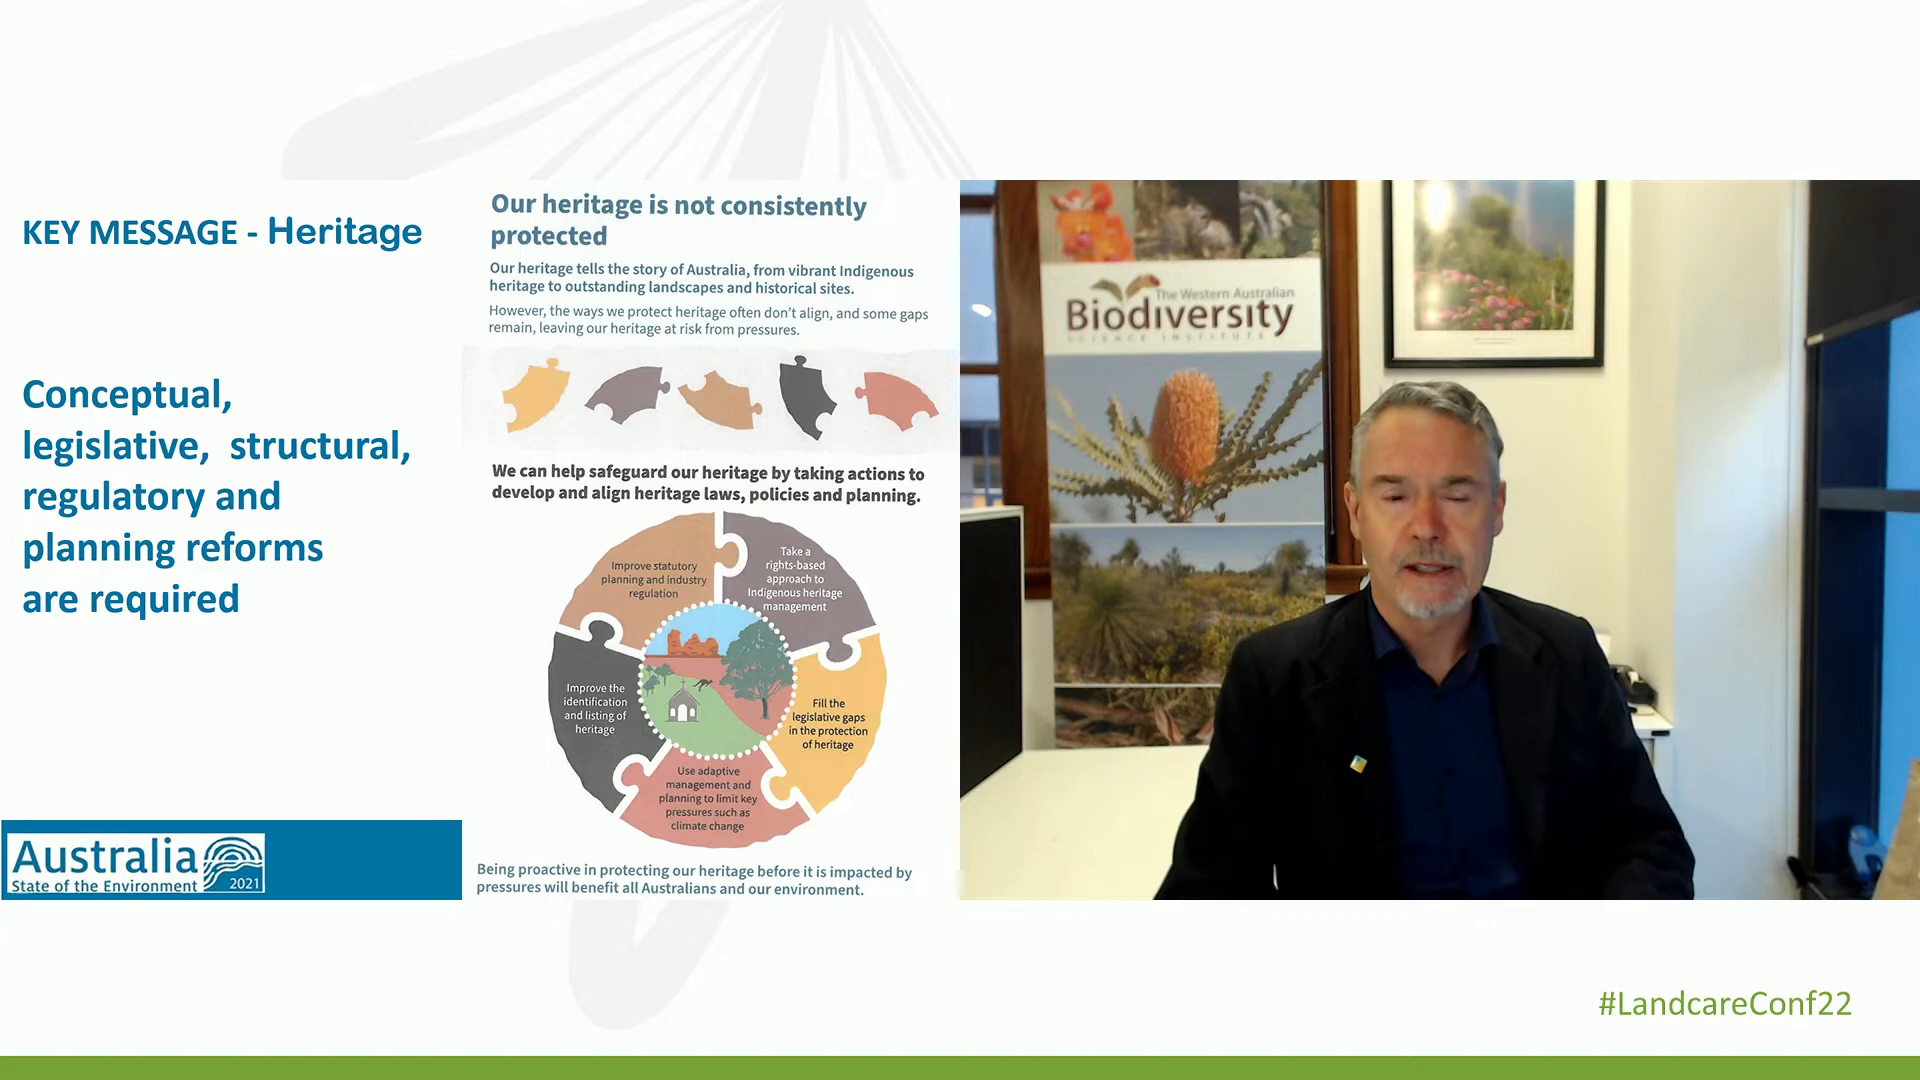 KEY MESSAGE - Heritage
Conceptual,
legislative, structural,
regulatory and
planning reforms
are required
Australia
State of the Environment
2021
Our heritage is not consistently
protected
Our heritage tells the story of Australia, from vibrant Indigenous
heritage to outstanding landscapes and historical sites.
However, the ways we protect heritage often don't align, and some gaps
remain, leaving our heritage at risk from pressures.
We can help safeguard our heritage by taking actions to
develop and align heritage laws, policies and planning.
Improve statutory
planning and industry
regulation
Take a
rights-based
approach to
Indigenous heritage
management
Improve the
identification
and listing of
heritage
Fill the
legislative gaps
in the protection
of heritage
Use adaptive
management and
planning to limit key
pressures such as
climate change
Being proactive in protecting our heritage before it is impacted by
pressures will benefit all Australians and our environment.
The Western Australian
Biodiversity
SCIENCE INSTITUTE
#LandcareConf22